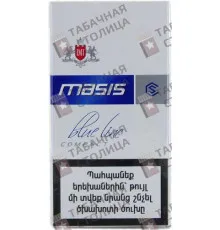 ТАБАЧНАЯ
СТОЛИЦА
masis
blue line
Պահպանեք
երեխաներին. թույլ
մի տվեք նրանց շնչել
ծխախոտի ծուխը